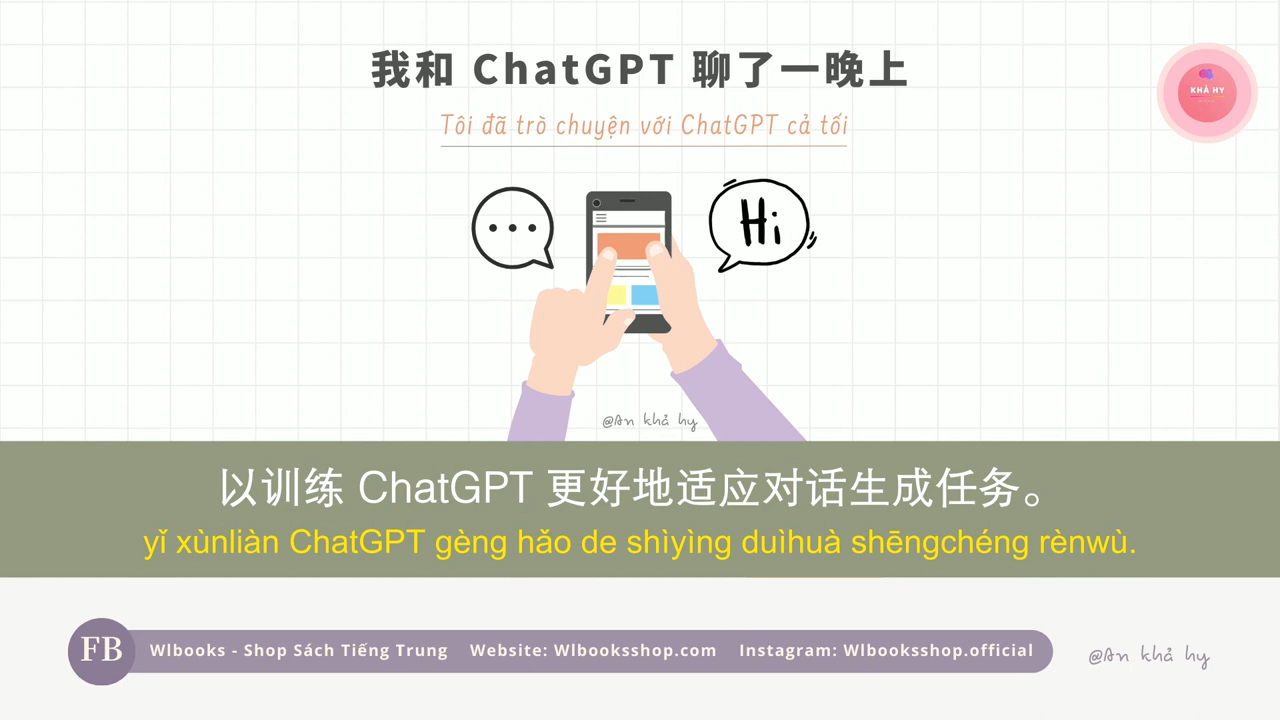 我和 ChatGPT 聊了一晚上
KHẢ HY
Tôi đã trò chuyện với ChatGPT cả tối
Hi
@An khả hy
以训练 ChatGPT 更好地适应对话生成任务。
yǐ xùnliàn ChatGPT gèng hǎo de shìyìng duìhuà shēngchéng rènwù.
FB Wlbooks - Shop Sách Tiếng Trung Website: Wlbooksshop.com Instagram: Wlbooksshop.official
@An khả hy